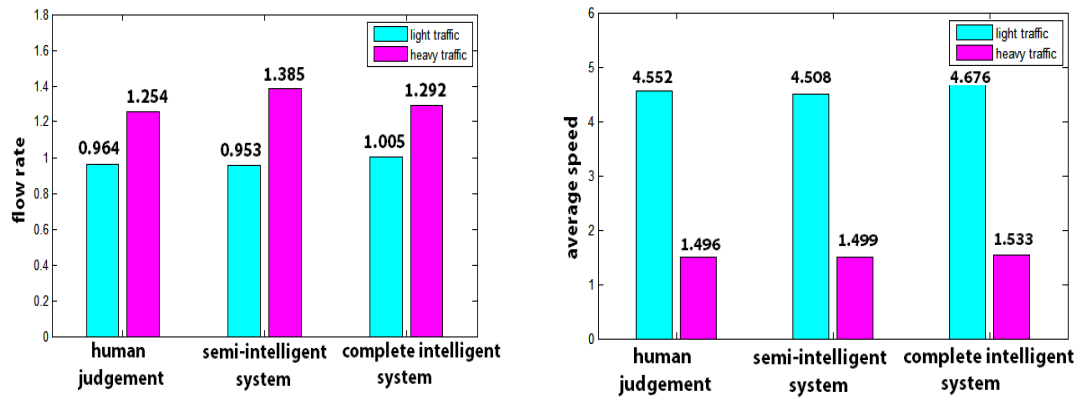 1.8
1.6
1.4
1.2
1
0.8
0.6
0.4
0.2
0
flow rate
light traffic
heavy traffic
0.964
1.254
0.953
1.385
1.005
1.292
human
judgement
semi-intelligent
system
complete intelligent
system
6
5
4
3
2
1
0
average speed
light traffic
heavy traffic
4.552
1.496
4.508
1.499
4.676
1.533
human
judgement
semi-intelligent
system
complete intelligent
system